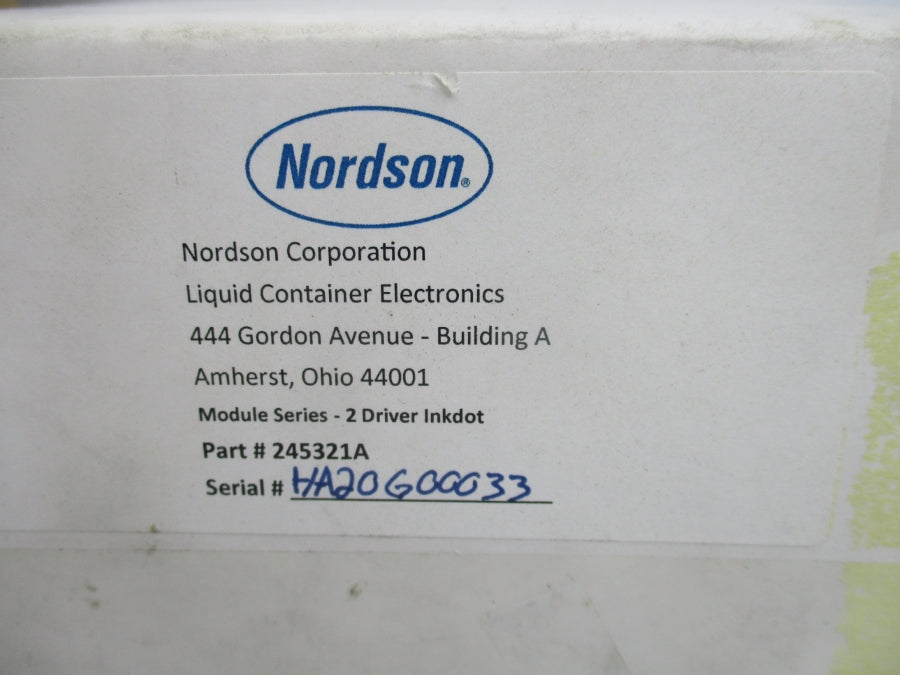 Nordson®
Nordson Corporation
Liquid Container Electronics
444 Gordon Avenue - Building A
Amherst, Ohio 44001
Module Series - 2 Driver Inkdot
Part # 245321A
Serial # HA20G00033